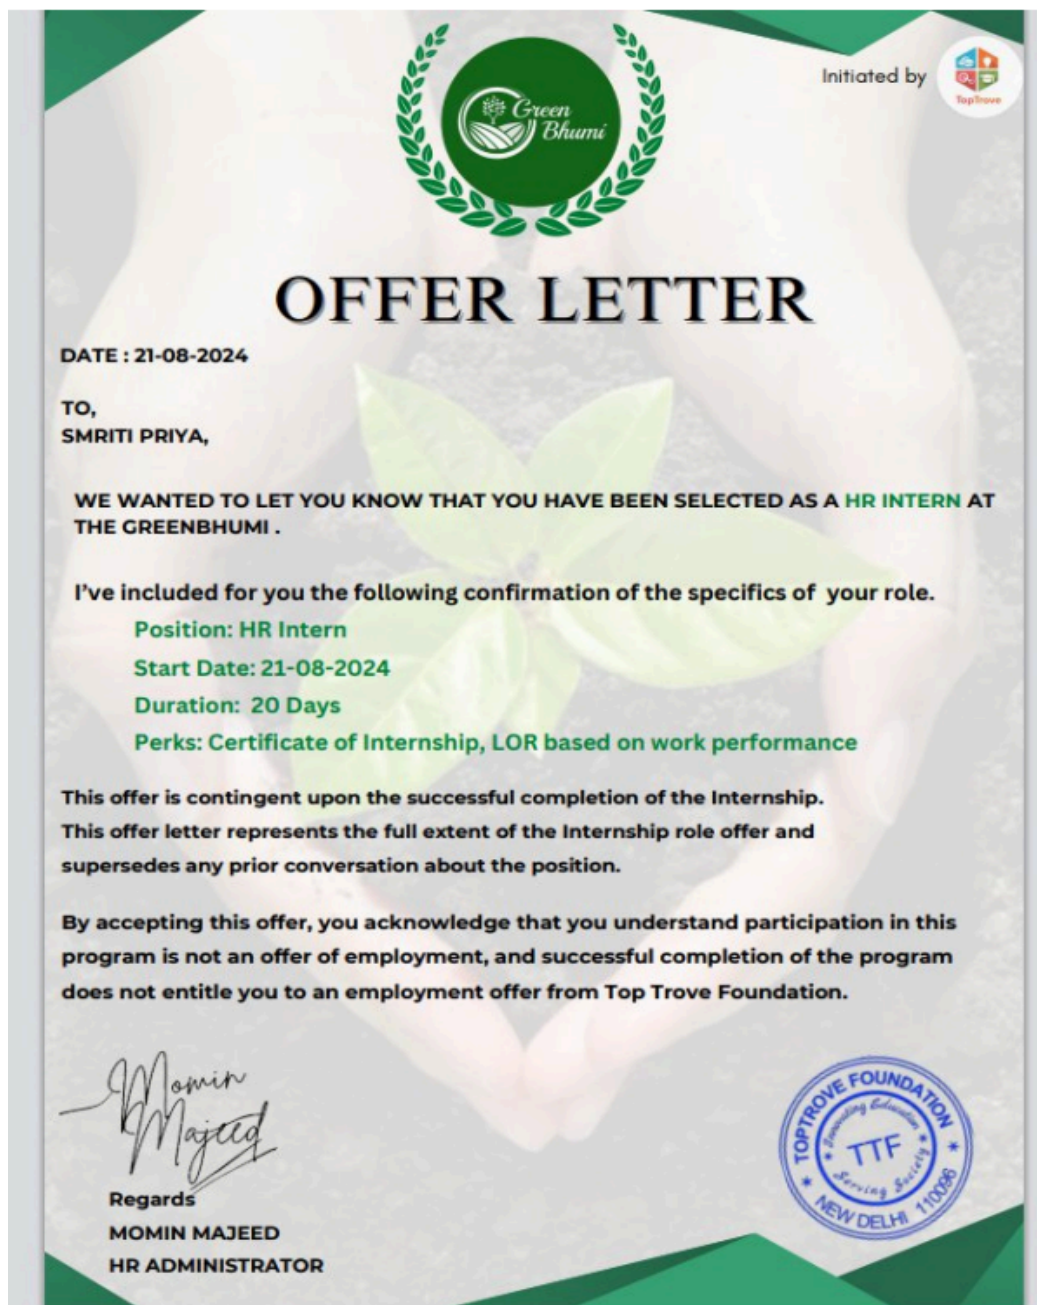 Green
Bhumi
Initiated by
TopTrove
OFFER LETTER
DATE : 21-08-2024
TO,
SMRITI PRIYA,
WE WANTED TO LET YOU KNOW THAT YOU HAVE BEEN SELECTED AS A HR INTERN AT
THE GREENBHUMI .
I've included for you the following confirmation of the specifics of your role.
Position: HR Intern
Start Date: 21-08-2024
Duration: 20 Days
Perks: Certificate of Internship, LOR based on work performance
This offer is contingent upon the successful completion of the Internship.
This offer letter represents the full extent of the Internship role offer and
supersedes any prior conversation about the position.
By accepting this offer, you acknowledge that you understand participation in this
program is not an offer of employment, and successful completion of the program
does not entitle you to an employment offer from Top Trove Foundation.
Momin
Majeed
Regards
MOMIN MAJEED
HR ADMINISTRATOR
TOPTROVE FOUNDATION
Innovating Education
TTF
Serving Society
NEW DELHI 110096